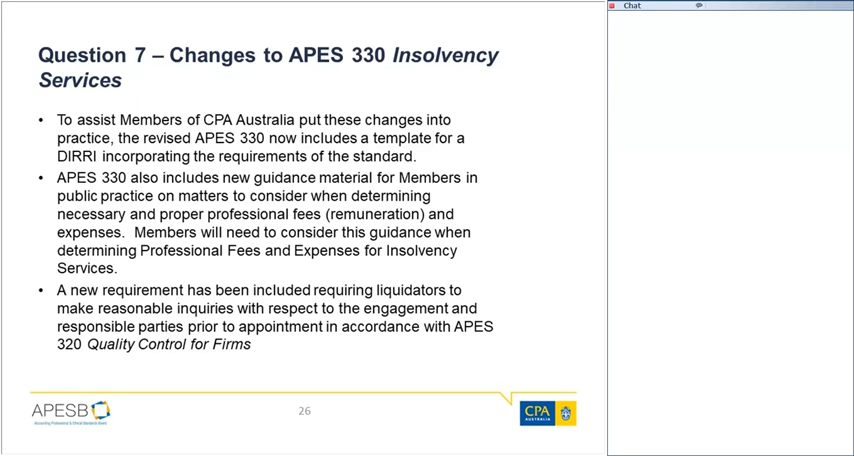 Chat
Question 7 – Changes to APES 330 Insolvency
Services
• To assist Members of CPA Australia put these changes into
practice, the revised APES 330 now includes a template for a
DIRRI incorporating the requirements of the standard.
• APES 330 also includes new guidance material for Members in
public practice on matters to consider when determining
necessary and proper professional fees (remuneration) and
expenses.  Members will need to consider this guidance when
determining Professional Fees and Expenses for Insolvency
Services.
• A new requirement has been included requiring liquidators to
make reasonable inquiries with respect to the engagement and
responsible parties prior to appointment in accordance with APES
320 Quality Control for Firms
APESB
Accounting Professional & Ethical Standards Board
26
CPA
AUSTRALIA